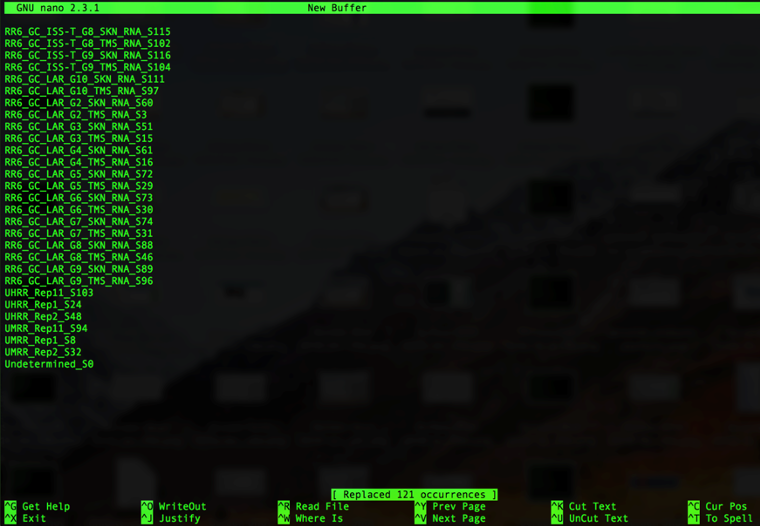 GNU nano 2.3.1 New Buffer
RR6_GC_ISS-T_G8_SKN_RNA_S115
RR6_GC_ISS-T_G8_TMS_RNA_S102
RR6_GC_ISS-T_G9_SKN_RNA_S116
RR6_GC_ISS-T_G9_TMS_RNA_S104
RR6_GC_LAR_G10_SKN_RNA_S111
RR6_GC_LAR_G10_TMS_RNA_S97
RR6_GC_LAR_G2_SKN_RNA_S60
RR6_GC_LAR_G2_TMS_RNA_S3
RR6_GC_LAR_G3_SKN_RNA_S51
RR6_GC_LAR_G3_TMS_RNA_S15
RR6_GC_LAR_G4_SKN_RNA_S61
RR6_GC_LAR_G4_TMS_RNA_S16
RR6_GC_LAR_G5_SKN_RNA_S72
RR6_GC_LAR_G5_TMS_RNA_S29
RR6_GC_LAR_G6_SKN_RNA_S73
RR6_GC_LAR_G6_TMS_RNA_S30
RR6_GC_LAR_G7_SKN_RNA_S74
RR6_GC_LAR_G7_TMS_RNA_S31
RR6_GC_LAR_G8_SKN_RNA_S88
RR6_GC_LAR_G8_TMS_RNA_S46
RR6_GC_LAR_G9_SKN_RNA_S89
RR6_GC_LAR_G9_TMS_RNA_S96
UHRR_Rep11_S103
UHRR_Rep1_S24
UHRR_Rep2_S48
UMRR_Rep11_S94
UMRR_Rep1_S8
UMRR_Rep2_S32
Undetermined_S0
[ Replaced 121 occurrences ]
^G Get Help ^O WriteOut ^R Read File ^Y Prev Page ^K Cut Text ^C Cur Pos
^X Exit ^J Justify ^W Where Is ^V Next Page ^U UnCut Text ^T To Spell